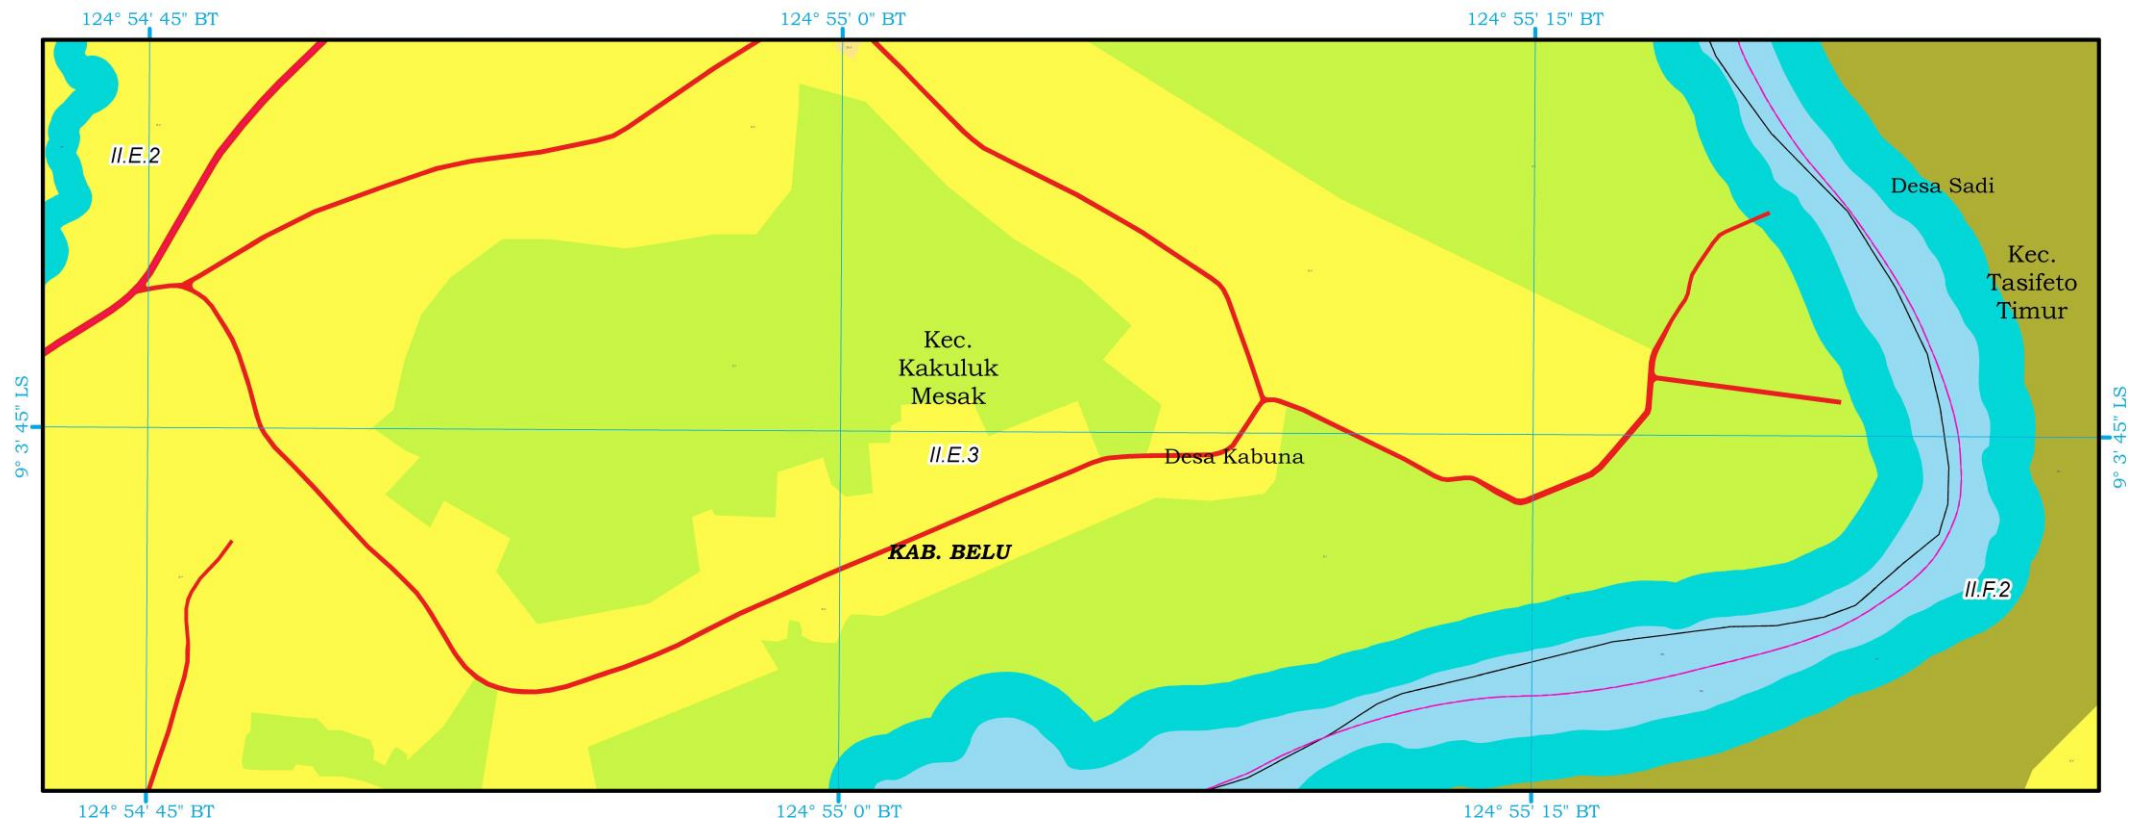 124° 54' 45" BT
124° 55' 0" BT
124° 55' 15" BT
II.E.2
Desa Sadi
Kec.
Tasifeto
Timur
Kec.
Kakuluk
Mesak
9° 3' 45" LS
9° 3' 45" LS
II.E.3
Desa Kabuna
KAB. BELU
II.F.2
124° 54' 45" BT
124° 55' 0" BT
124° 55' 15" BT